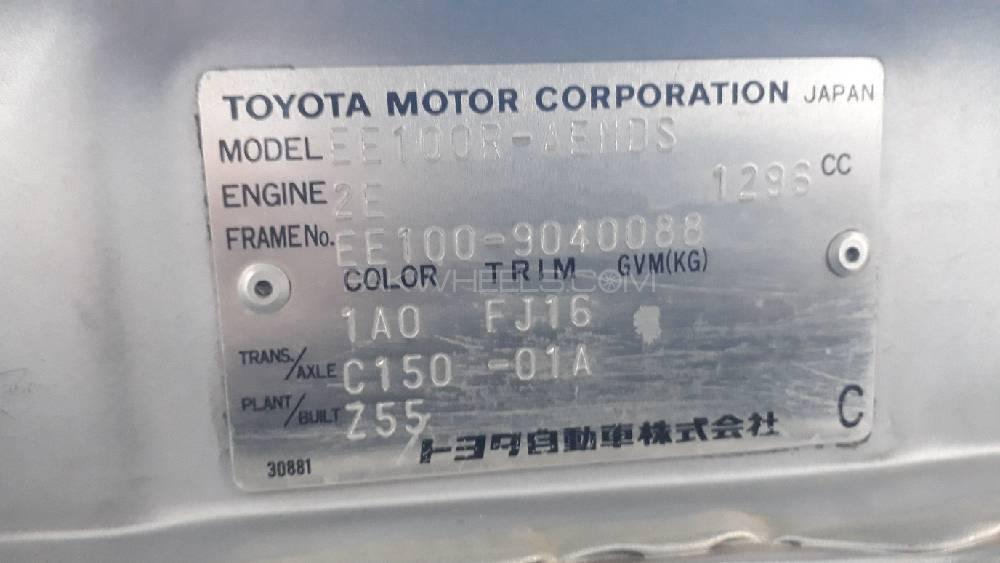 TOYOTA MOTOR CORPORATION JAPAN
MODEL EE100R-AEMDS
ENGINE 2E 1296 CC
FRAME No. EE100-9040088
COLOR TRIM GVM(KG)
1A0 FJ16
TRANS./AXLE C150 -01A
PLANT/BUILT Z55
トヨタ自動車株式会社 C
30881